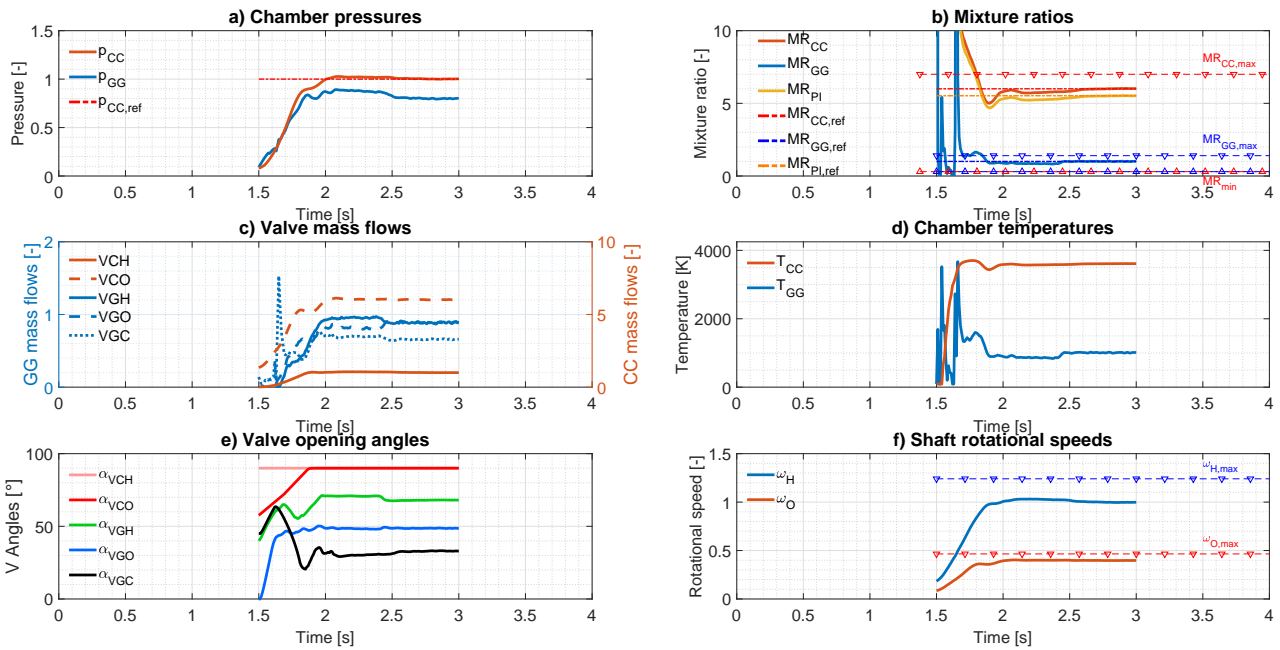 a) Chamber pressures
1.5
1
0.5
0
Pressure [-]
p_CC
p_GG
p_CC,ref
0 0.5 1 1.5 2 2.5 3 3.5 4
Time [s]
b) Mixture ratios
10
5
0
Mixture ratio [-]
MR_CC
MR_GG
MR_PI
MR_CC,ref
MR_GG,ref
MR_PI,ref
MR_CC,max
MR_GG,max
MR_min
0 0.5 1 1.5 2 2.5 3 3.5 4
Time [s]
c) Valve mass flows
2
1
0
GG mass flows [-]
VCH
VCO
VGH
VGO
VGC
10
5
0
CC mass flows [-]
0 0.5 1 1.5 2 2.5 3 3.5 4
Time [s]
d) Chamber temperatures
4000
2000
0
Temperature [K]
T_CC
T_GG
0 0.5 1 1.5 2 2.5 3 3.5 4
Time [s]
e) Valve opening angles
100
50
0
V Angles [°]
α_VCH
α_VCO
α_VGH
α_VGO
α_VGC
0 0.5 1 1.5 2 2.5 3 3.5 4
Time [s]
f) Shaft rotational speeds
1.5
1
0.5
0
Rotational speed [-]
ω_H
ω_O
ω_H,max
ω_O,max
0 0.5 1 1.5 2 2.5 3 3.5 4
Time [s]